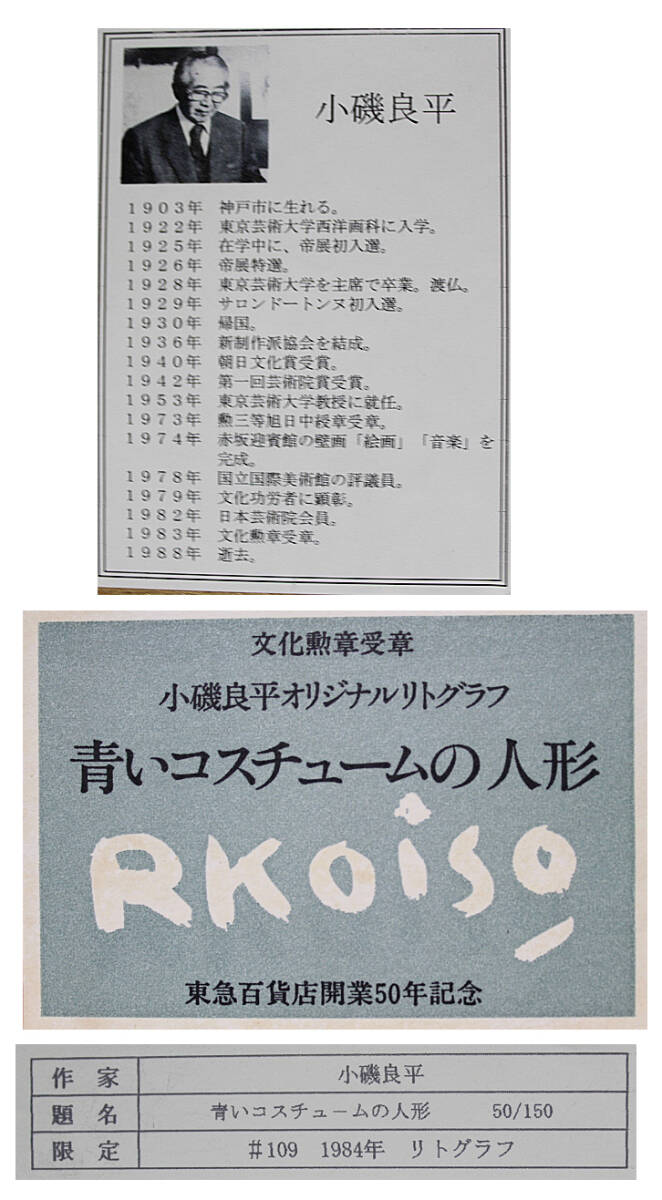 小磯良平
1903年 神戸市に生れる。
1922年 東京芸術大学西洋画科に入学。
1925年 在学中に、帝展初入選。
1926年 帝展特選。
1928年 東京芸術大学を主席で卒業。渡仏。
1929年 サロンドートンヌ初入選。
1930年 帰国。
1936年 新制作派協会を結成。
1940年 朝日文化賞受賞。
1942年 第一回芸術院賞受賞。
1953年 東京芸術大学教授に就任。
1973年 勲三等旭日中綬章受章。
1974年 赤坂迎賓館の壁画「絵画」「音楽」を
完成。
1978年 国立国際美術館の評議員。
1979年 文化功労者に顕彰。
1982年 日本芸術院会員。
1983年 文化勲章受章。
1988年 逝去。
文化勲章受章
小磯良平オリジナルリトグラフ
青いコスチュームの人形
RKoiso
東急百貨店開業50年記念
作家 小磯良平
題名 青いコスチュームの人形 50/150
限定 #109 1984年 リトグラフ